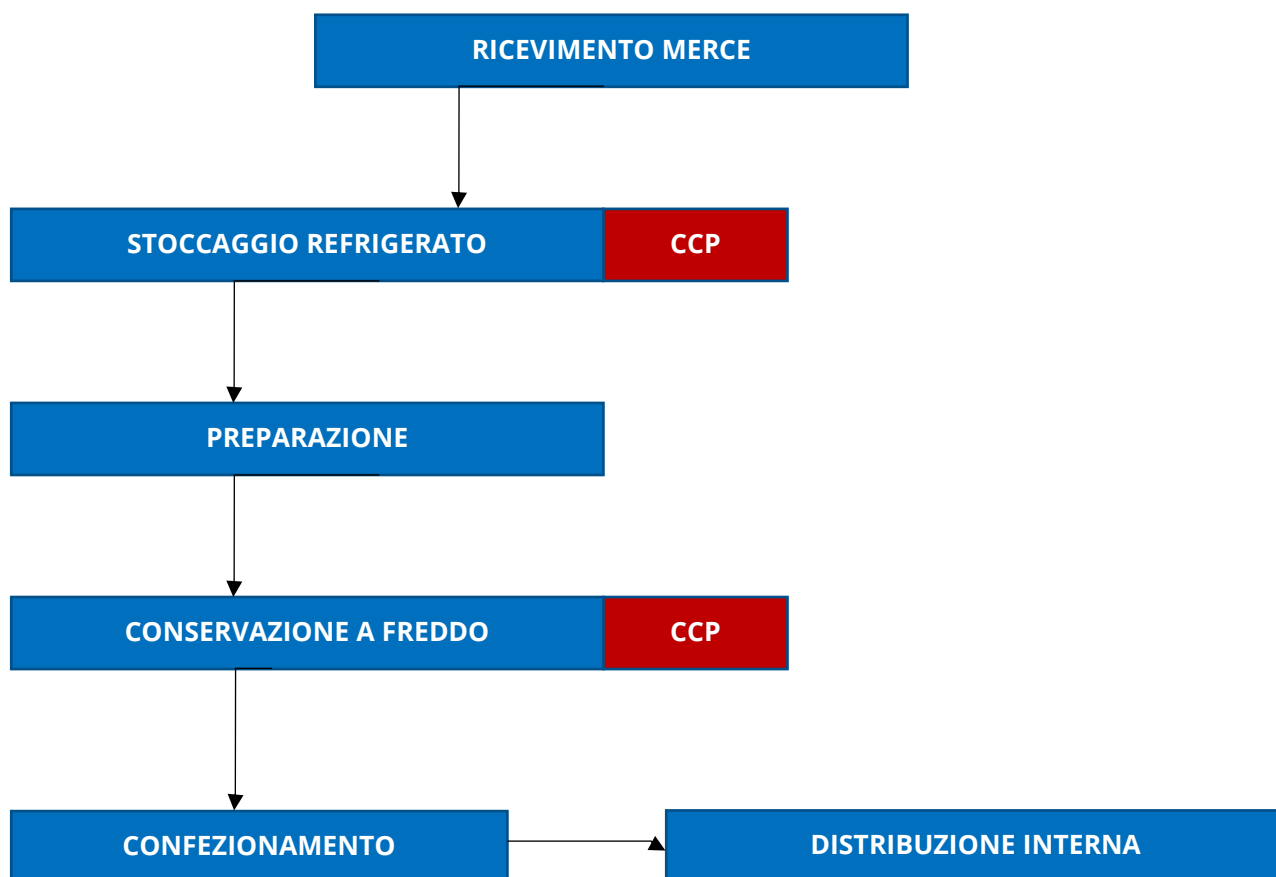 RICEVIMENTO MERCE
STOCCAGGIO REFRIGERATO
CCP
PREPARAZIONE
CONSERVAZIONE A FREDDO
CCP
CONFEZIONAMENTO
DISTRIBUZIONE INTERNA